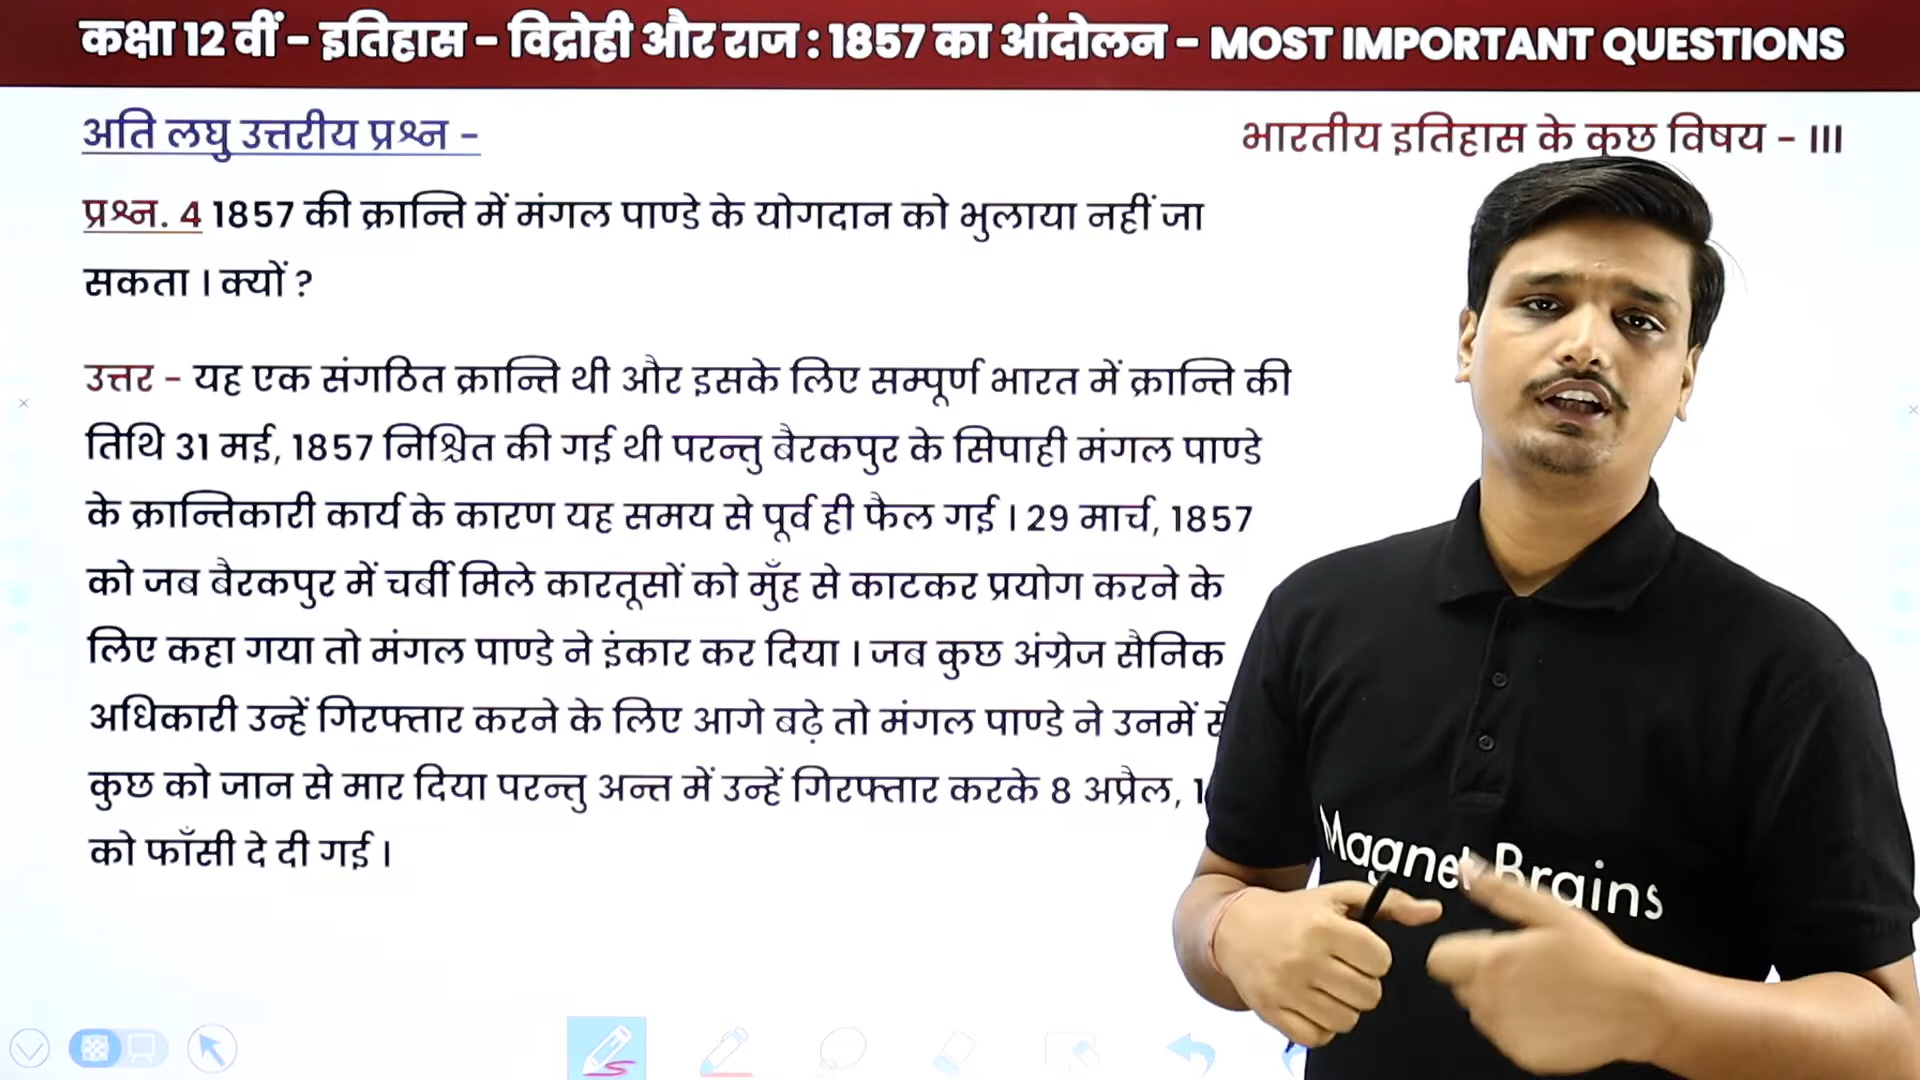 कक्षा 12 वीं - इतिहास - विद्रोही और राज : 1857 का आंदोलन - MOST IMPORTANT QUESTIONS
अति लघु उत्तरीय प्रश्न -
भारतीय इतिहास के कुछ विषय - III
प्रश्न. 4 1857 की क्रान्ति में मंगल पाण्डे के योगदान को भुलाया नहीं जा
सकता । क्यों ?
उत्तर - यह एक संगठित क्रान्ति थी और इसके लिए सम्पूर्ण भारत में क्रान्ति की
तिथि 31 मई, 1857 निश्चित की गई थी परन्तु बैरकपुर के सिपाही मंगल पाण्डे
के क्रान्तिकारी कार्य के कारण यह समय से पूर्व ही फैल गई । 29 मार्च, 1857
को जब बैरकपुर में चर्बी मिले कारतूसों को मुँह से काटकर प्रयोग करने के
लिए कहा गया तो मंगल पाण्डे ने इंकार कर दिया । जब कुछ अंग्रेज सैनिक
अधिकारी उन्हें गिरफ्तार करने के लिए आगे बढ़े तो मंगल पाण्डे ने उनमें
कुछ को जान से मार दिया परन्तु अन्त में उन्हें गिरफ्तार करके 8 अप्रैल,
को फाँसी दे दी गई ।
Magnet Brains